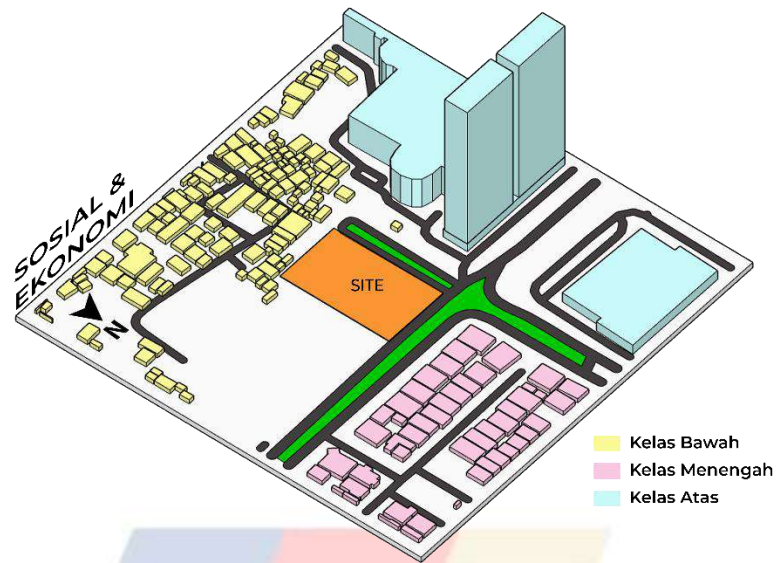 SOSIAL &
EKONOMI
N
SITE
Kelas Bawah
Kelas Menengah
Kelas Atas